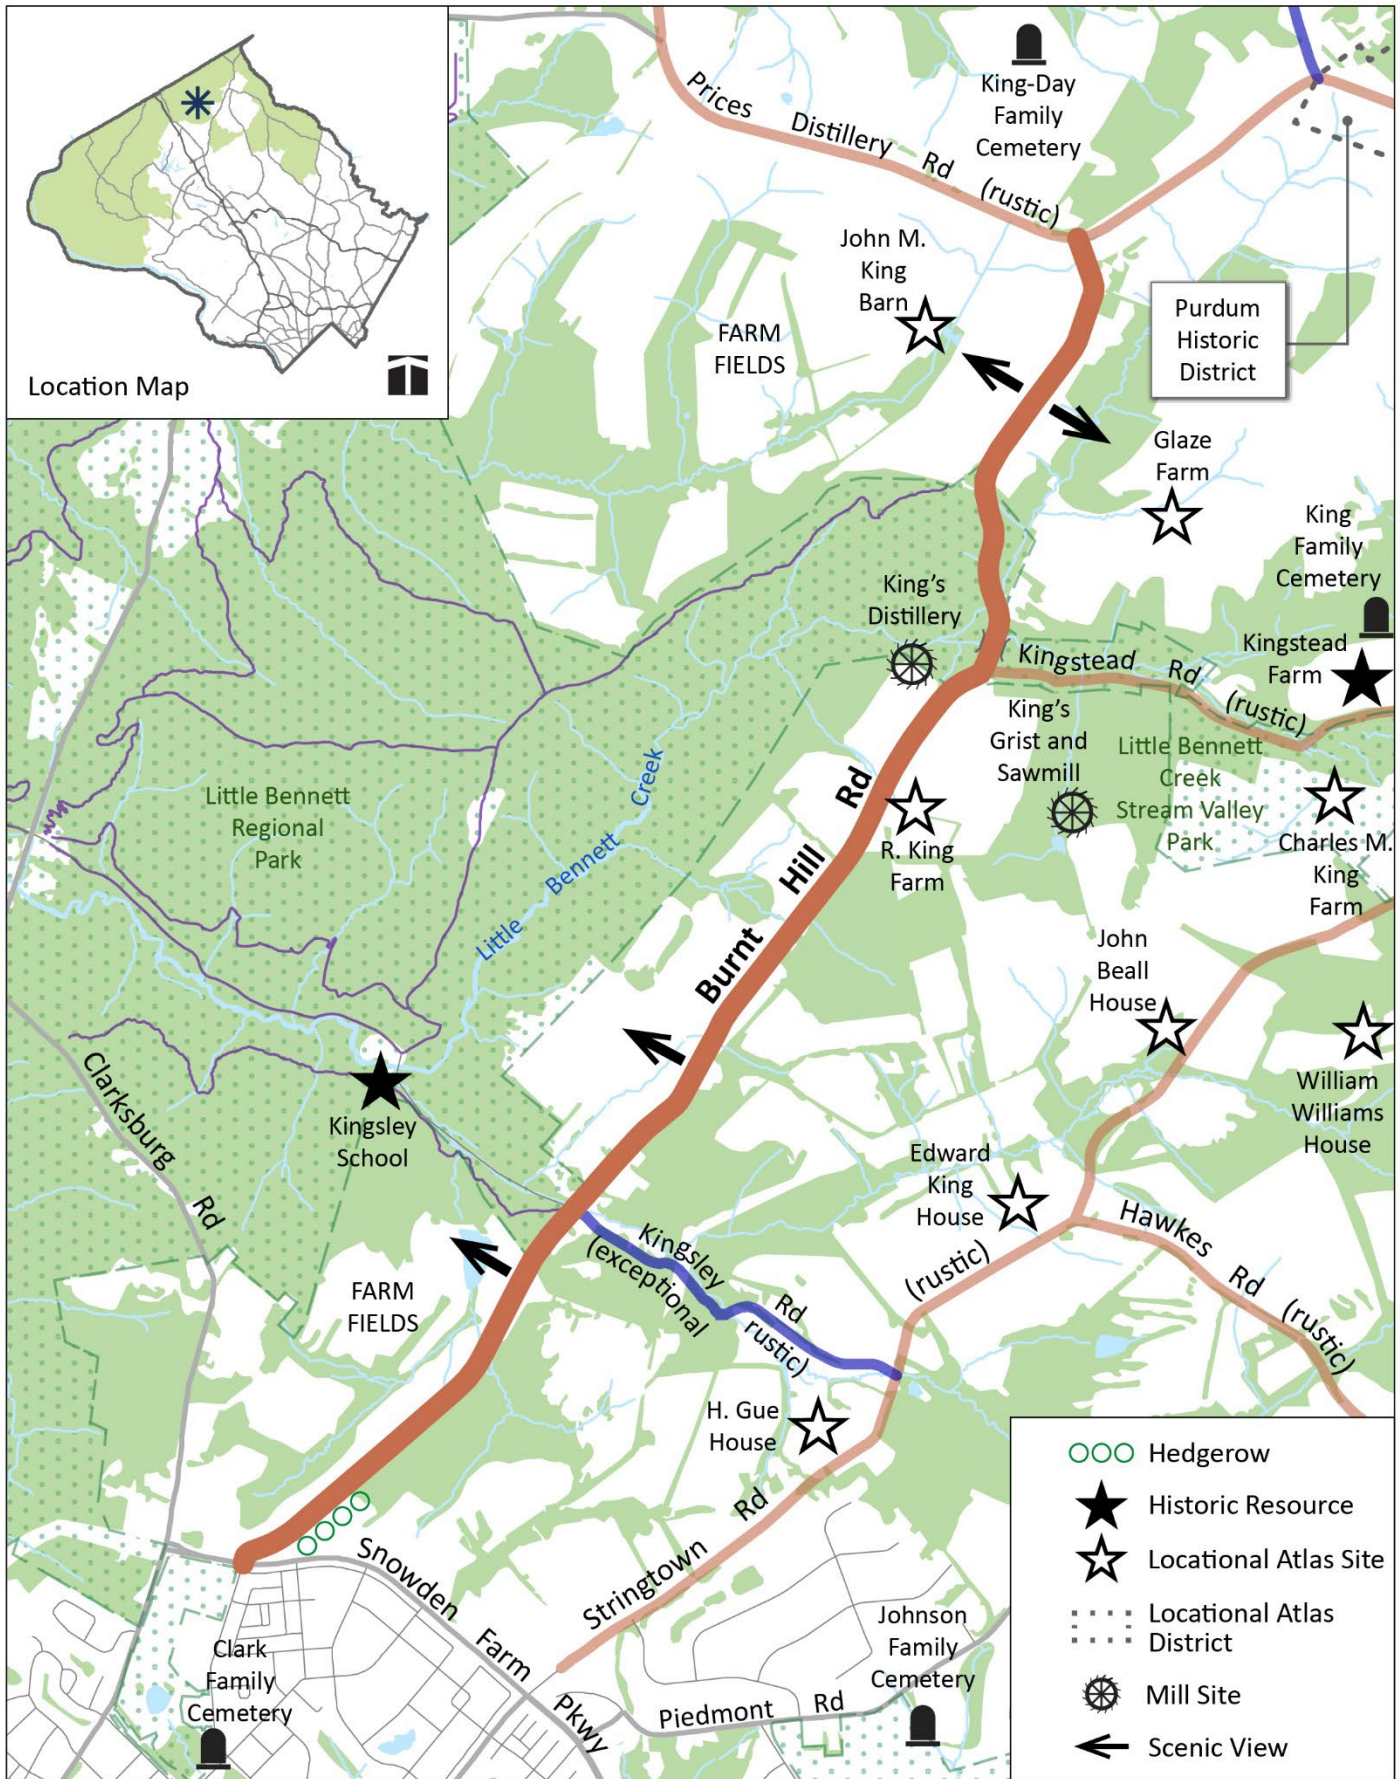 Location Map
Prices Distillery Rd (rustic)
King-Day
Family
Cemetery
John M.
King
Barn
FARM
FIELDS
Purdum
Historic
District
Glaze
Farm
King
Family
Cemetery
King's
Distillery
Kingstead Rd (rustic)
Kingstead
Farm
King's
Grist and
Sawmill
Little Bennett
Creek
Stream Valley
Park
Charles M.
King
Farm
Little Bennett
Regional
Park
Little Bennett Creek
Burnt Hill Rd
R. King
Farm
John
Beall
House
William
Williams
House
Clarksburg Rd
Kingsley
School
Edward
King
House
Hawkes Rd (rustic)
Kingsley Rd
(exceptional rustic)
FARM
FIELDS
H. Gue
House
Stringtown Rd (rustic)
Snowden Farm Pkwy
Clark
Family
Cemetery
Johnson
Family
Cemetery
Piedmont Rd
Hedgerow
Historic Resource
Locational Atlas Site
Locational Atlas
District
Mill Site
Scenic View